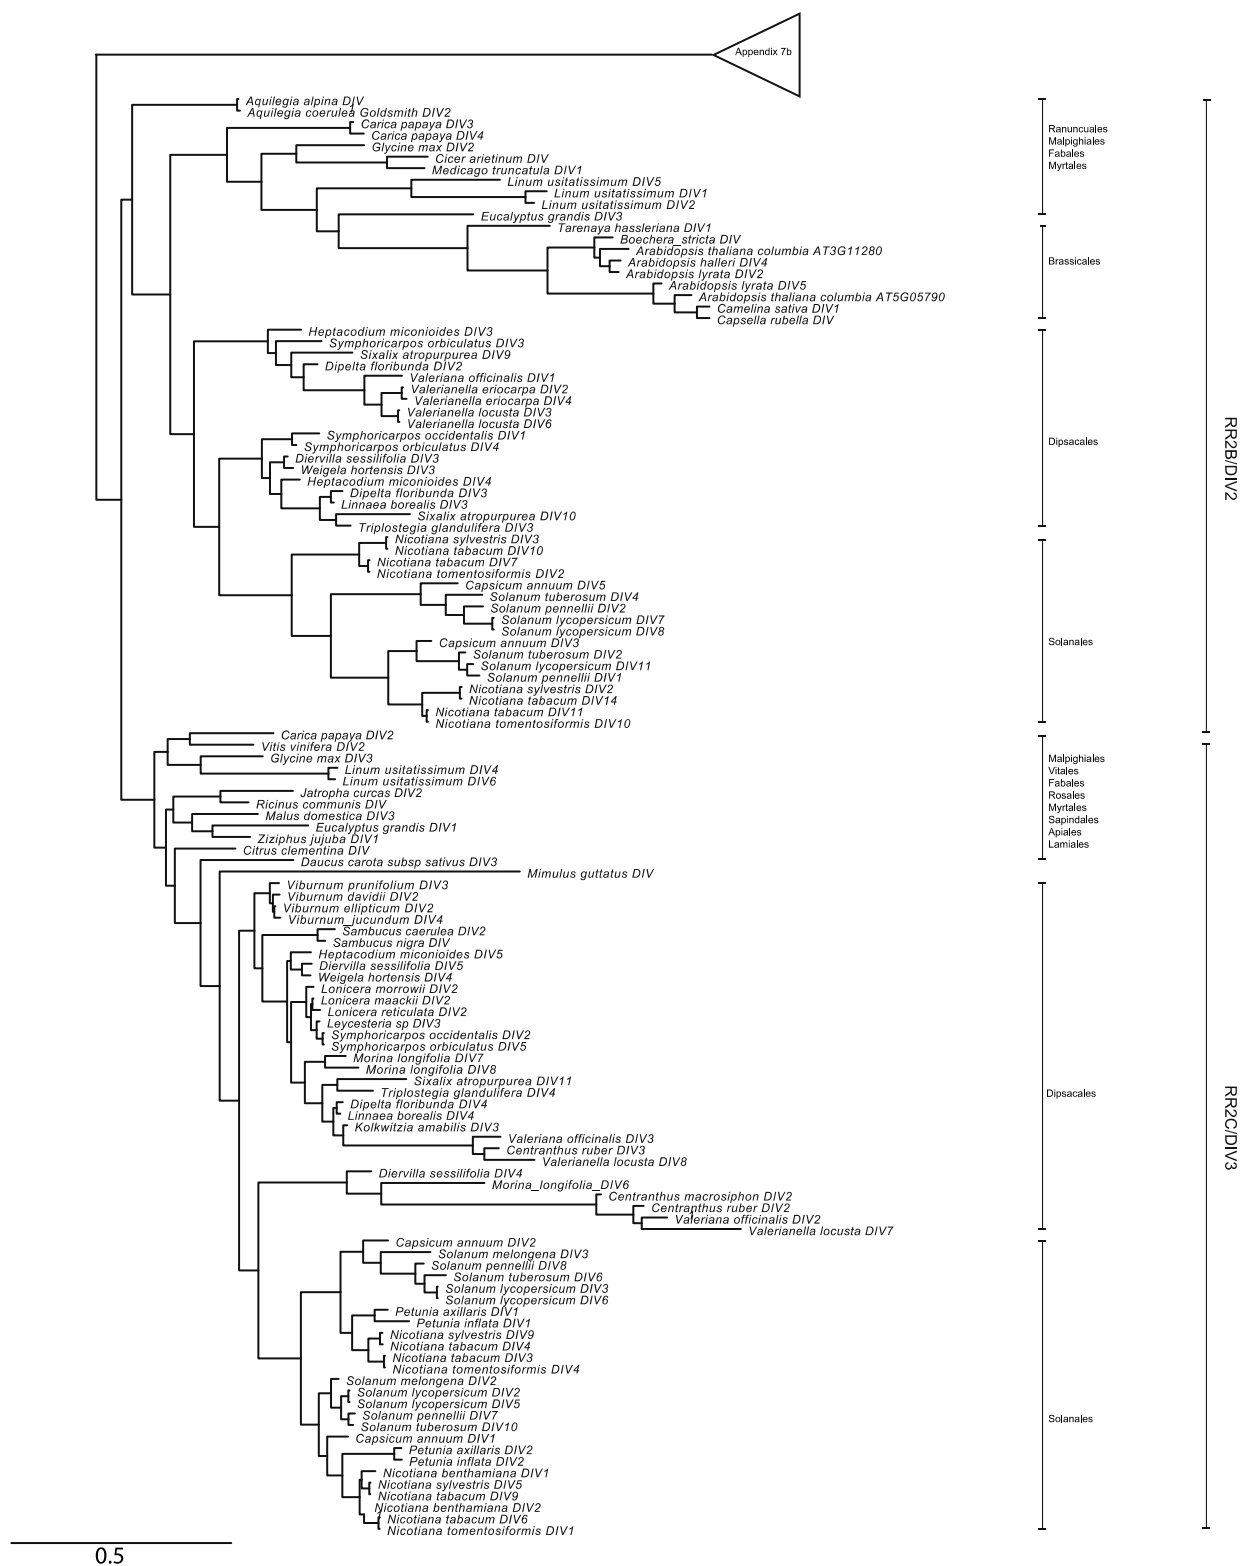 Appendix 7b
Aquilegia alpina DIV
Aquilegia coerulea Goldsmith DIV2
Carica papaya DIV3
Carica papaya DIV4
Glycine max DIV2
Cicer arietinum DIV
Medicago truncatula DIV1
Linum usitatissimum DIV5
Linum usitatissimum DIV1
Linum usitatissimum DIV2
Eucalyptus grandis DIV3
Tarenaya hassleriana DIV1
Boechera_stricta DIV
Arabidopsis thaliana columbia AT3G11280
Arabidopsis halleri DIV4
Arabidopsis lyrata DIV2
Arabidopsis lyrata DIV5
Arabidopsis thaliana columbia AT5G05790
Camelina sativa DIV1
Capsella rubella DIV
Heptacodium miconioides DIV3
Symphoricarpos orbiculatus DIV3
Sixalix atropurpurea DIV9
Dipelta floribunda DIV2
Valeriana officinalis DIV1
Valerianella eriocarpa DIV2
Valerianella eriocarpa DIV4
Valerianella locusta DIV3
Valerianella locusta DIV6
Symphoricarpos occidentalis DIV1
Symphoricarpos orbiculatus DIV4
Diervilla sessilifolia DIV3
Weigela hortensis DIV3
Heptacodium miconioides DIV4
Dipelta floribunda DIV3
Linnaea borealis DIV3
Sixalix atropurpurea DIV10
Triplostegia glandulifera DIV3
Nicotiana sylvestris DIV3
Nicotiana tabacum DIV10
Nicotiana tabacum DIV7
Nicotiana tomentosiformis DIV2
Capsicum annuum DIV5
Solanum tuberosum DIV4
Solanum pennellii DIV2
Solanum lycopersicum DIV7
Solanum lycopersicum DIV8
Capsicum annuum DIV3
Solanum tuberosum DIV2
Solanum lycopersicum DIV11
Solanum pennellii DIV1
Nicotiana sylvestris DIV2
Nicotiana tabacum DIV14
Nicotiana tabacum DIV11
Nicotiana tomentosiformis DIV10
Carica papaya DIV2
Vitis vinifera DIV2
Glycine max DIV3
Linum usitatissimum DIV4
Linum usitatissimum DIV6
Jatropha curcas DIV2
Ricinus communis DIV
Malus domestica DIV3
Eucalyptus grandis DIV1
Ziziphus jujuba DIV1
Citrus clementina DIV
Daucus carota subsp sativus DIV3
Mimulus guttatus DIV
Viburnum prunifolium DIV3
Viburnum davidii DIV2
Viburnum ellipticum DIV2
Viburnum_jucundum DIV4
Sambucus caerulea DIV2
Sambucus nigra DIV
Heptacodium miconioides DIV5
Diervilla sessilifolia DIV5
Weigela hortensis DIV4
Lonicera morrowii DIV2
Lonicera maackii DIV2
Lonicera reticulata DIV2
Leycesteria sp DIV3
Symphoricarpos occidentalis DIV2
Symphoricarpos orbiculatus DIV5
Morina longifolia DIV7
Morina longifolia DIV8
Sixalix atropurpurea DIV11
Triplostegia glandulifera DIV4
Dipelta floribunda DIV4
Linnaea borealis DIV4
Kolkwitzia amabilis DIV3
Valeriana officinalis DIV3
Centranthus ruber DIV3
Valerianella locusta DIV8
Diervilla sessilifolia DIV4
Morina_longifolia_DIV6
Centranthus macrosiphon DIV2
Centranthus ruber DIV2
Valeriana officinalis DIV2
Valerianella locusta DIV7
Capsicum annuum DIV2
Solanum melongena DIV3
Solanum pennellii DIV8
Solanum tuberosum DIV6
Solanum lycopersicum DIV3
Solanum lycopersicum DIV6
Petunia axillaris DIV1
Petunia inflata DIV1
Nicotiana sylvestris DIV9
Nicotiana tabacum DIV4
Nicotiana tabacum DIV3
Nicotiana tomentosiformis DIV4
Solanum melongena DIV2
Solanum lycopersicum DIV2
Solanum lycopersicum DIV5
Solanum pennellii DIV7
Solanum tuberosum DIV10
Capsicum annuum DIV1
Petunia axillaris DIV2
Petunia inflata DIV2
Nicotiana benthamiana DIV1
Nicotiana sylvestris DIV5
Nicotiana tabacum DIV9
Nicotiana benthamiana DIV2
Nicotiana tabacum DIV6
Nicotiana tomentosiformis DIV1
0.5
Ranuncuales
Malpighiales
Fabales
Myrtales
Brassicales
Dipsacales
Solanales
Malpighiales
Vitales
Fabales
Rosales
Myrtales
Sapindales
Apiales
Lamiales
Dipsacales
Solanales
RR2B/DIV2
RR2C/DIV3